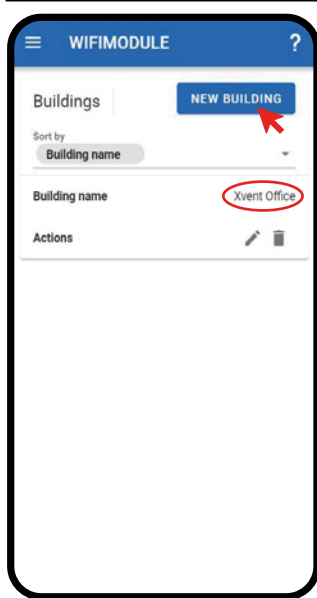 WIFIMODULE ?
Buildings NEW BUILDING
Sort by
Building name
Building name Xvent Office
Actions